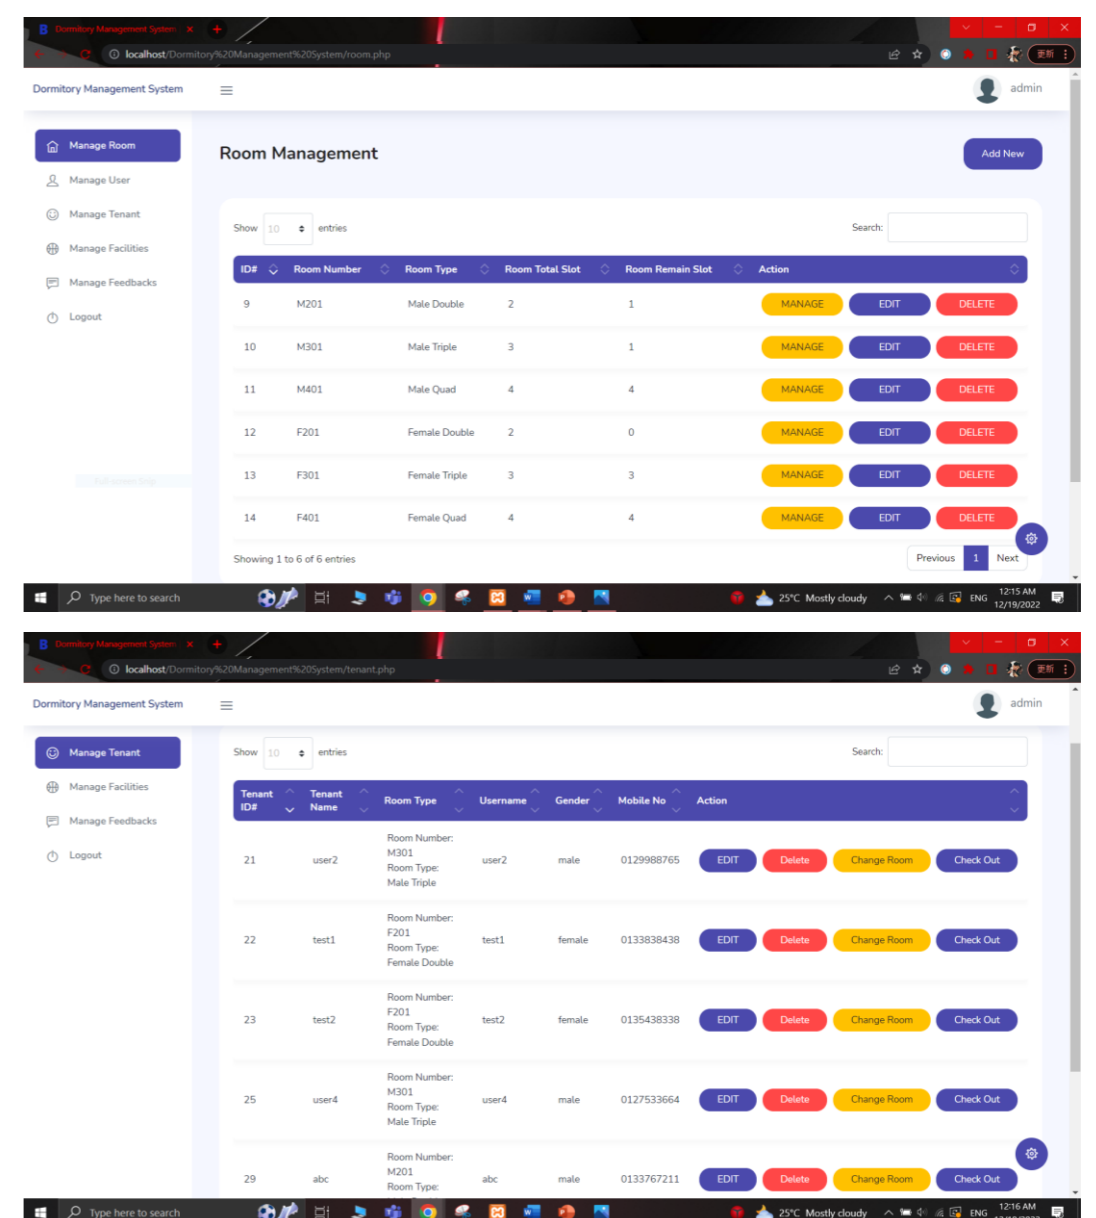 Dormitory Management System
localhost/Dormitory%20Management%20System/room.php
更新
Dormitory Management System
admin
Manage Room
Manage User
Manage Tenant
Manage Facilities
Manage Feedbacks
Logout
Room Management
Add New
Show 10 entries
Search:
ID# Room Number Room Type Room Total Slot Room Remain Slot Action
9 M201 Male Double 2 1 MANAGE EDIT DELETE
10 M301 Male Triple 3 1 MANAGE EDIT DELETE
11 M401 Male Quad 4 4 MANAGE EDIT DELETE
12 F201 Female Double 2 0 MANAGE EDIT DELETE
13 F301 Female Triple 3 3 MANAGE EDIT DELETE
14 F401 Female Quad 4 4 MANAGE EDIT DELETE
Showing 1 to 6 of 6 entries
Previous 1 Next
Type here to search
25°C Mostly cloudy
ENG
12:15 AM
12/19/2022
Dormitory Management System
localhost/Dormitory%20Management%20System/tenant.php
更新
Dormitory Management System
admin
Manage Tenant
Manage Facilities
Manage Feedbacks
Logout
Show 10 entries
Search:
Tenant ID# Tenant Name Room Type Username Gender Mobile No Action
Room Number:
M301
21 user2 user2 male 0129988765 EDIT Delete Change Room Check Out
Room Type:
Male Triple
Room Number:
F201
22 test1 test1 female 0133838438 EDIT Delete Change Room Check Out
Room Type:
Female Double
Room Number:
F201
23 test2 test2 female 0135438338 EDIT Delete Change Room Check Out
Room Type:
Female Double
Room Number:
M301
25 user4 user4 male 0127533664 EDIT Delete Change Room Check Out
Room Type:
Male Triple
Room Number:
M201
29 abc abc male 0133767211 EDIT Delete Change Room Check Out
Room Type:
Type here to search
25°C Mostly cloudy
ENG
12:16 AM